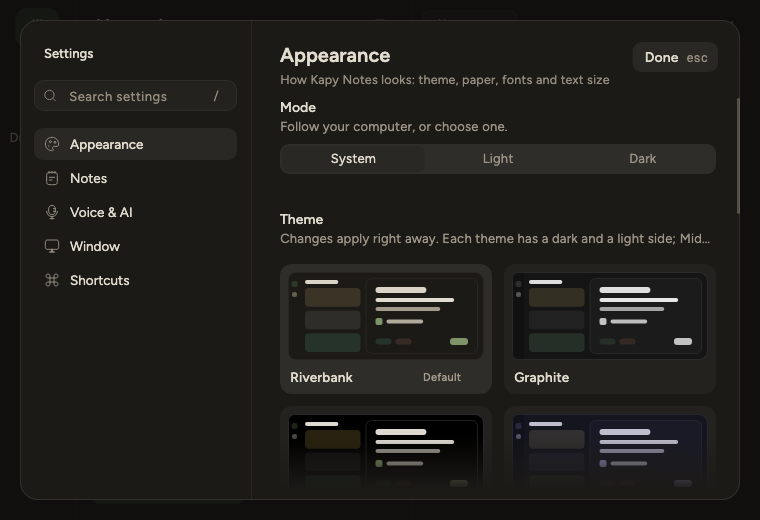 Settings
Search settings /
Appearance
Notes
Voice & AI
Window
Shortcuts
Appearance
Done esc
How Kapy Notes looks: theme, paper, fonts and text size
Mode
Follow your computer, or choose one.
System Light Dark
Theme
Changes apply right away. Each theme has a dark and a light side; Mid...
Riverbank Default
Graphite